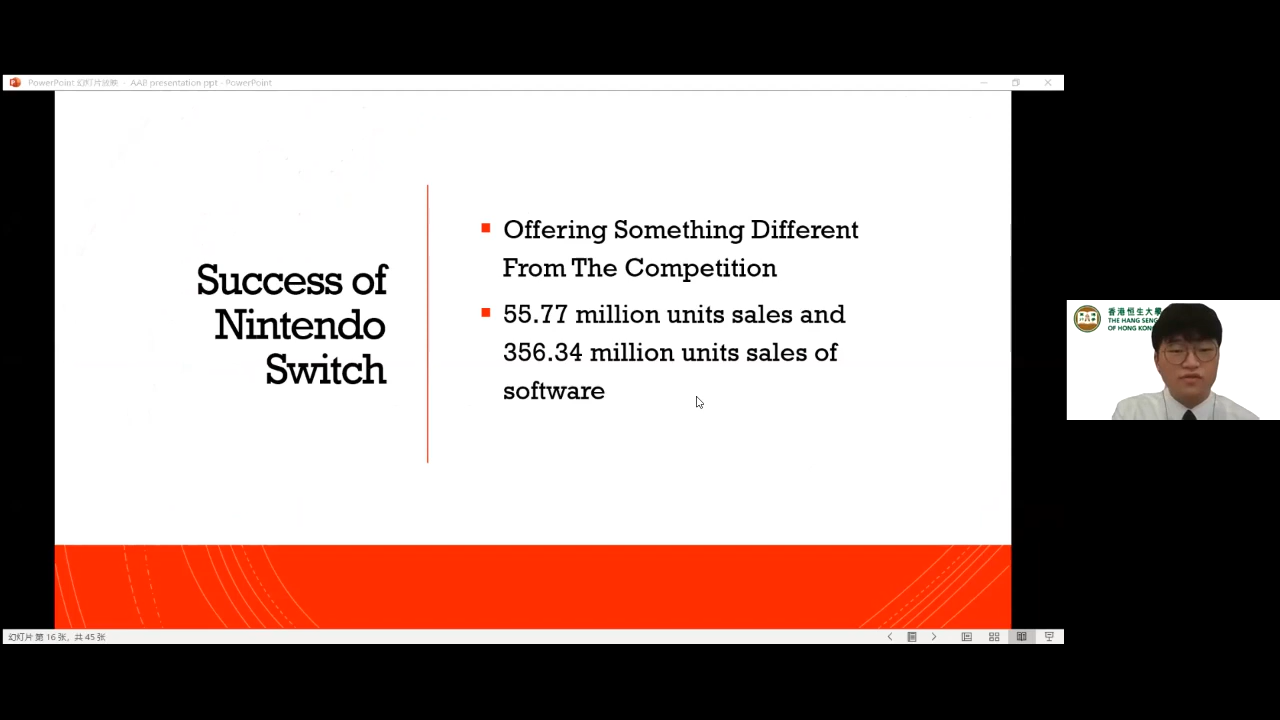 PowerPoint 幻灯片放映 - AAB presentation ppt - PowerPoint
Success of
Nintendo
Switch
Offering Something Different
From The Competition
55.77 million units sales and
356.34 million units sales of
software
香港恒生大學
THE HANG SENG
OF HONG KONG
幻灯片 第 16 张，共 45 张